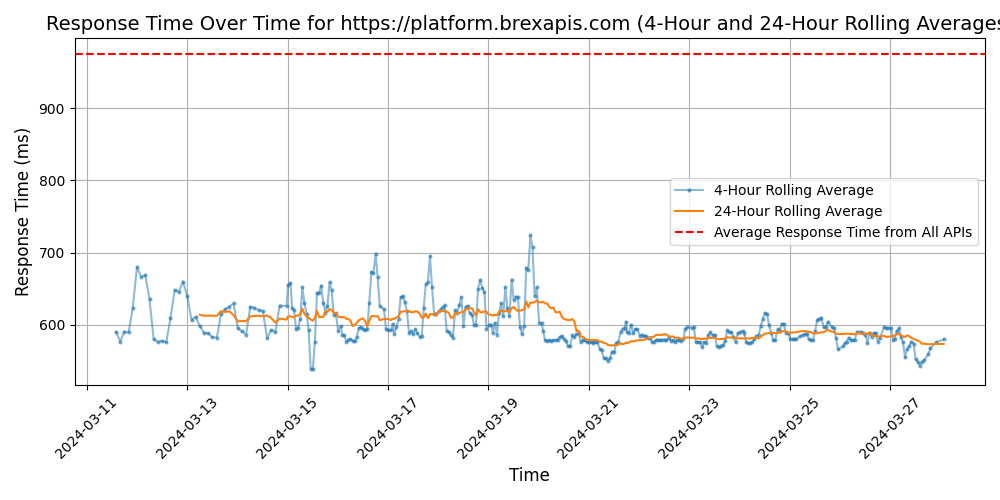 Response Time Over Time for https://platform.brexapis.com (4-Hour and 24-Hour Rolling Averages
Response Time (ms)
900
800
700
600
4-Hour Rolling Average
24-Hour Rolling Average
Average Response Time from All APIs
2024-03-11
2024-03-13
2024-03-15
2024-03-17
2024-03-19
2024-03-21
2024-03-23
2024-03-25
2024-03-27
Time